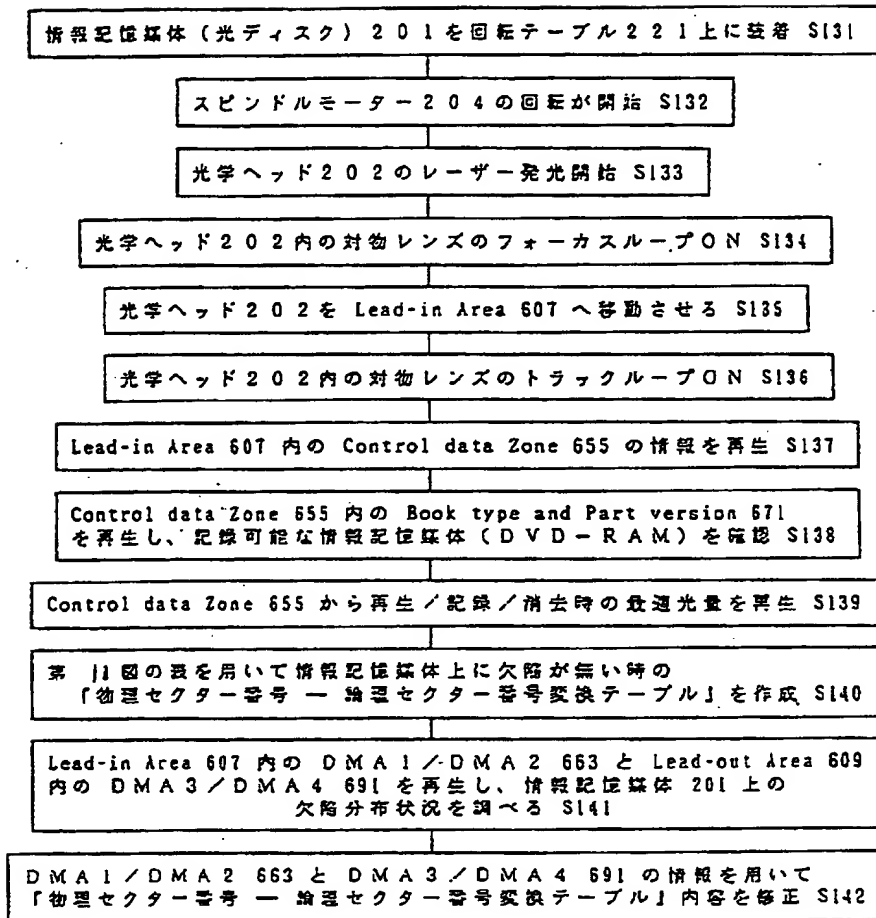 情報記憶媒体（光ディスク）２０１を回転テーブル２２１上に装着 S131
スピンドルモーター２０４の回転が開始 S132
光学ヘッド２０２のレーザー発光開始 S133
光学ヘッド２０２内の対物レンズのフォーカスループON S134
光学ヘッド２０２を Lead-in Area 607 へ移動させる S135
光学ヘッド２０２内の対物レンズのトラックループON S136
Lead-in Area 607 内の Control data Zone 655 の情報を再生 S137
Control data Zone 655 内の Book type and Part version 671
を再生し、記録可能な情報記憶媒体（ＤＶＤ－ＲＡＭ）を確認 S138
Control data Zone 655 から再生／記録／消去時の最適光量を再生 S139
第 11図の表を用いて情報記憶媒体上に欠陥が無い時の
『物理セクター番号 ー 論理セクター番号変換テーブル』を作成 S140
Lead-in Area 607 内の ＤＭＡ１／ＤＭＡ２ 663 と Lead-out Area 609
内の ＤＭＡ３／ＤＭＡ４ 691 を再生し、情報記憶媒体 201 上の
欠陥分布状況を調べる S141
ＤＭＡ１／ＤＭＡ２ 663 と ＤＭＡ３／ＤＭＡ４ 691 の情報を用いて
『物理セクター番号 ー 論理セクター番号変換テーブル』内容を修正 S142